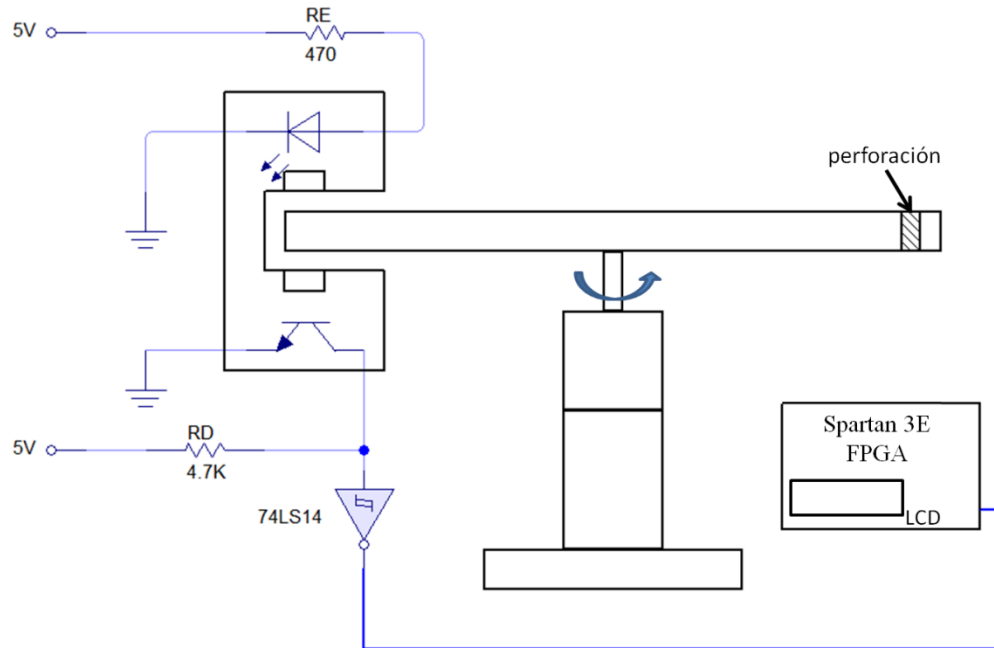 5V
RE
470
perforación
5V
RD
4.7K
74LS14
Spartan 3E
FPGA
LCD